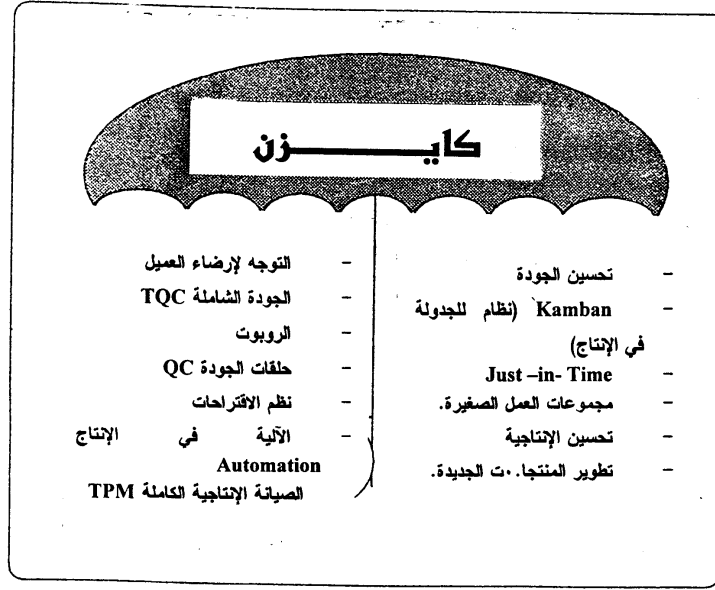 كايـــــــزن
- تحسين الجودة
- Kamban (نظام للجدولة
في الإنتاج)
- Just –in- Time
- مجموعات العمل الصغيرة.
- تحسين الإنتاجية
- تطوير المنتجا.٠ت الجديدة.
- التوجه لإرضاء العميل
- الجودة الشاملة TQC
- الروبوت
- حلقات الجودة QC
- نظم الاقتراحات
- الآلية في الإنتاج
Automation
الصيانة الإنتاجية الكاملة TPM